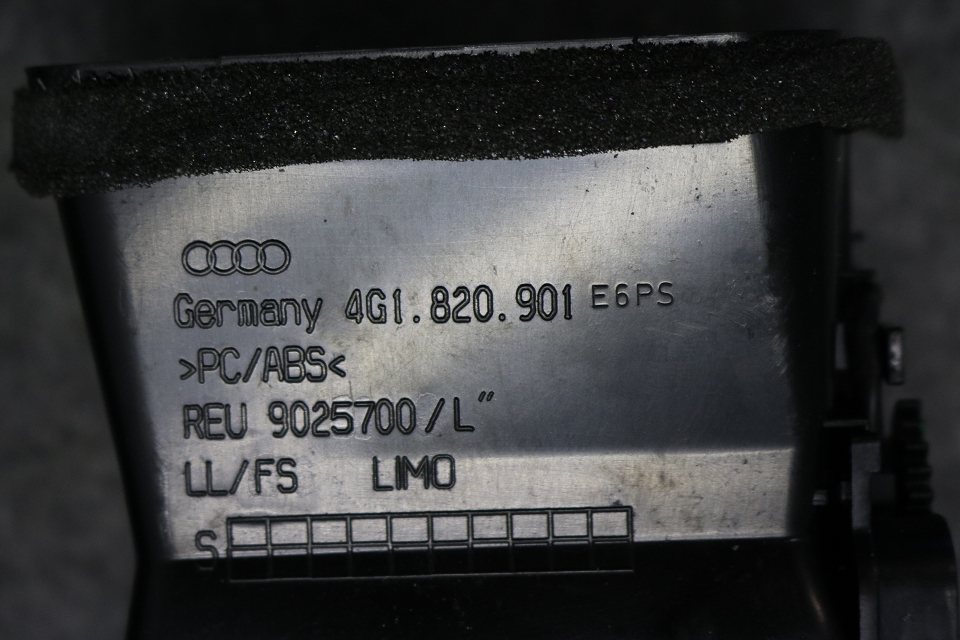 Germany 4G1.820.901 E6PS
>PC/ABS<
REU 9025700/L"
LL/FS LIMO
S